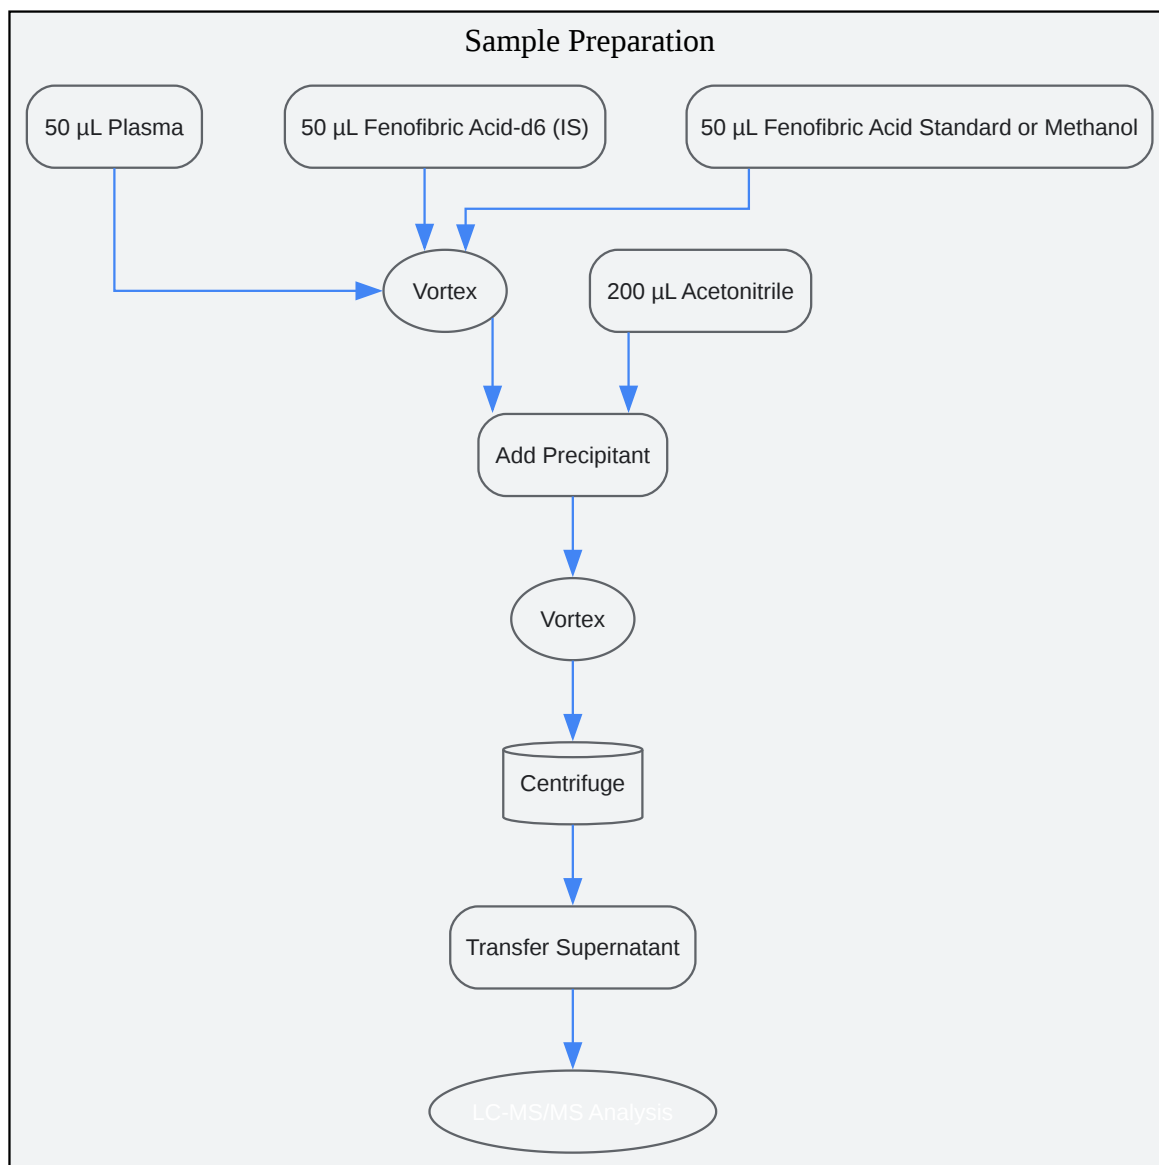 Sample Preparation
50 µL Plasma
50 µL Fenofibric Acid-d6 (IS)
50 µL Fenofibric Acid Standard or Methanol
Vortex
200 µL Acetonitrile
Add Precipitant
Vortex
Centrifuge
Transfer Supernatant
LC-MS/MS Analysis